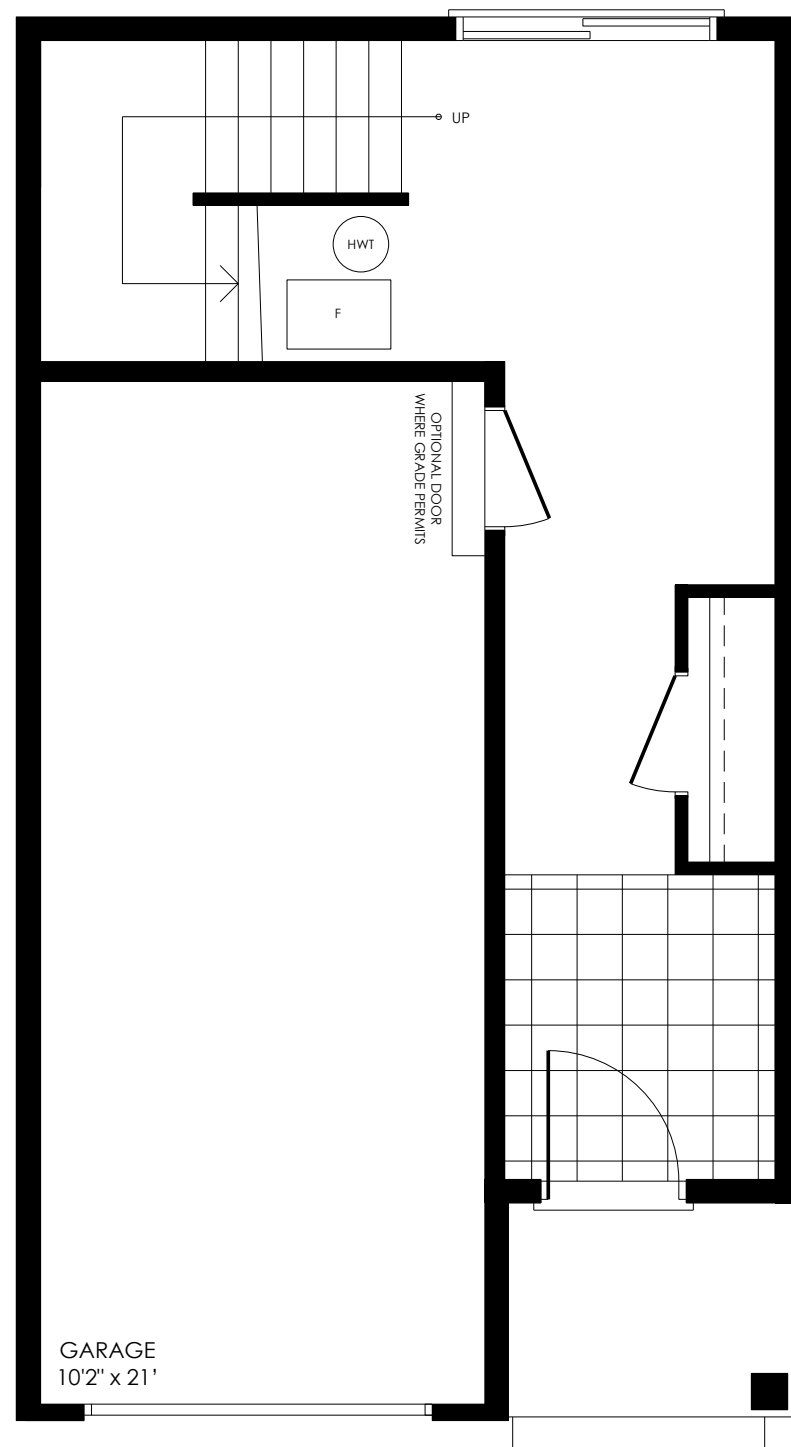 UP
HWT
F
OPTIONAL DOOR
WHERE GRADE PERMITS
GARAGE
10'2" x 21'